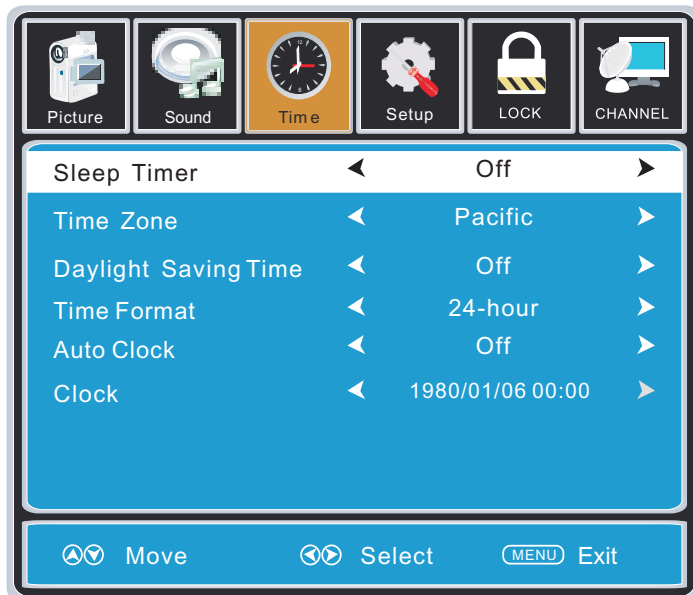 Picture Sound Time Setup LOCK CHANNEL
Sleep Timer Off
Time Zone Pacific
Daylight Saving Time Off
Time Format 24-hour
Auto Clock Off
Clock 1980/01/06 00:00
Move Select MENU Exit